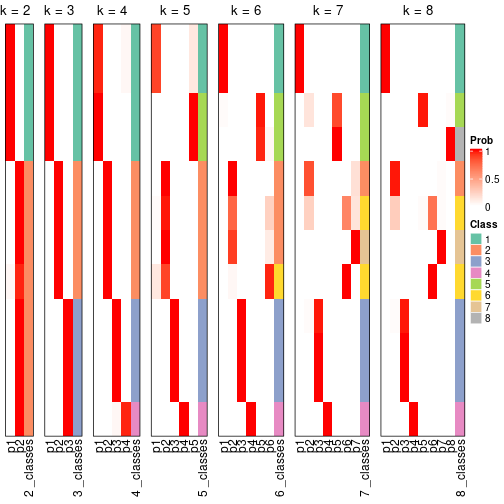 k = 2 k = 3 k = 4 k = 5 k = 6 k = 7 k = 8
Prob
1
0.5
0
Class
1
2
3
4
5
6
7
8
p1 p2 2_classes p1 p2 p3 3_classes p1 p2 p3 p4 4_classes p1 p2 p3 p4 p5 5_classes p1 p2 p3 p4 p5 p6 6_classes p1 p2 p3 p4 p5 p6 p7 7_classes p1 p2 p3 p4 p5 p6 p7 p8 8_classes